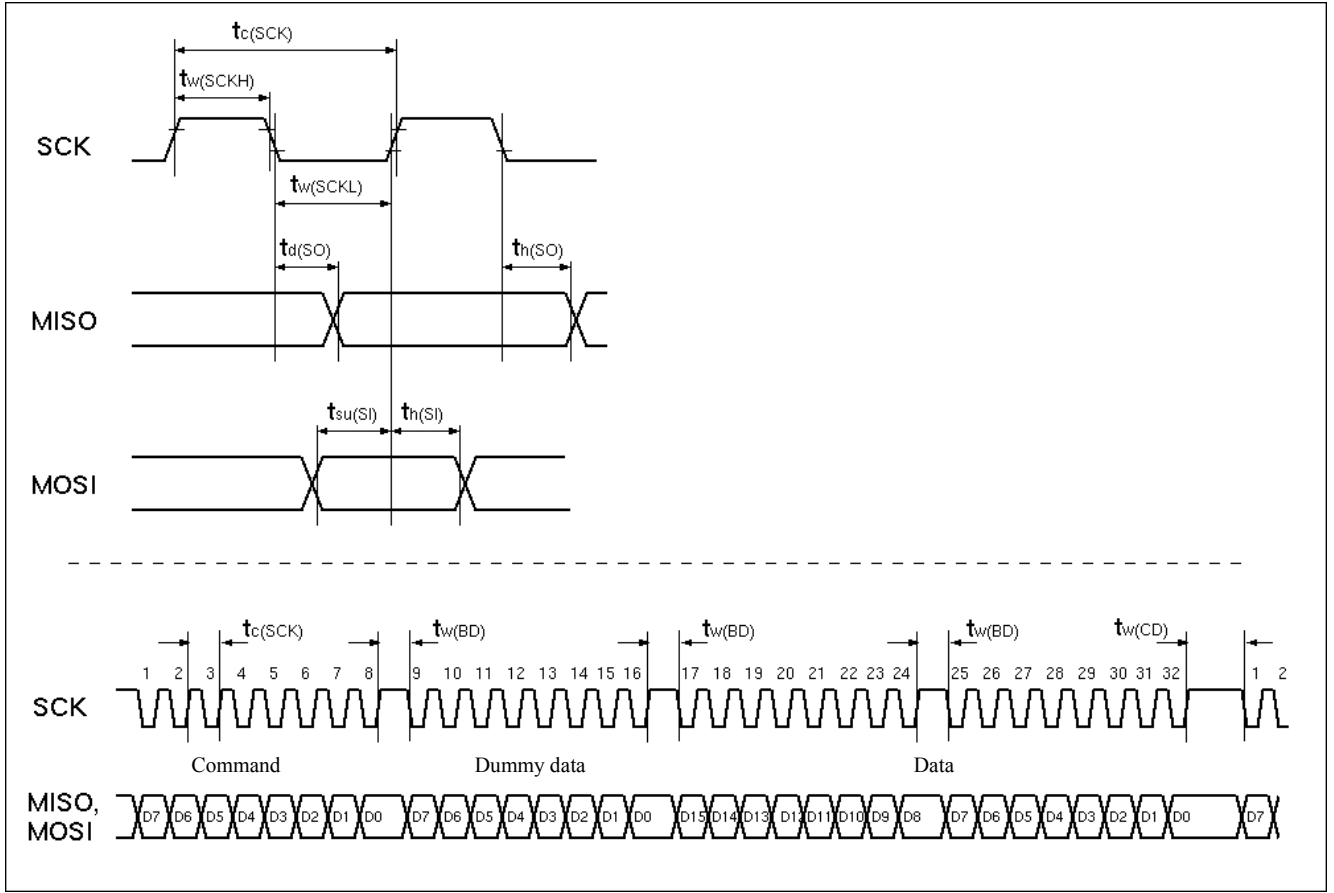 tc(SCK)
tw(SCKH)
SCK
tw(SCKL)
td(SO) th(SO)
MISO
tsu(SI) th(SI)
MOSI
tc(SCK) tw(BD) tw(BD) tw(BD) tw(CD)
1 2 3 4 5 6 7 8 9 10 11 12 13 14 15 16 17 18 19 20 21 22 23 24 25 26 27 28 29 30 31 32 1 2
SCK
Command Dummy data Data
MISO,
MOSI
D7 D6 D5 D4 D3 D2 D1 D0 D7 D6 D5 D4 D3 D2 D1 D0 D15 D14 D13 D12 D11 D10 D9 D8 D7 D6 D5 D4 D3 D2 D1 D0 D7